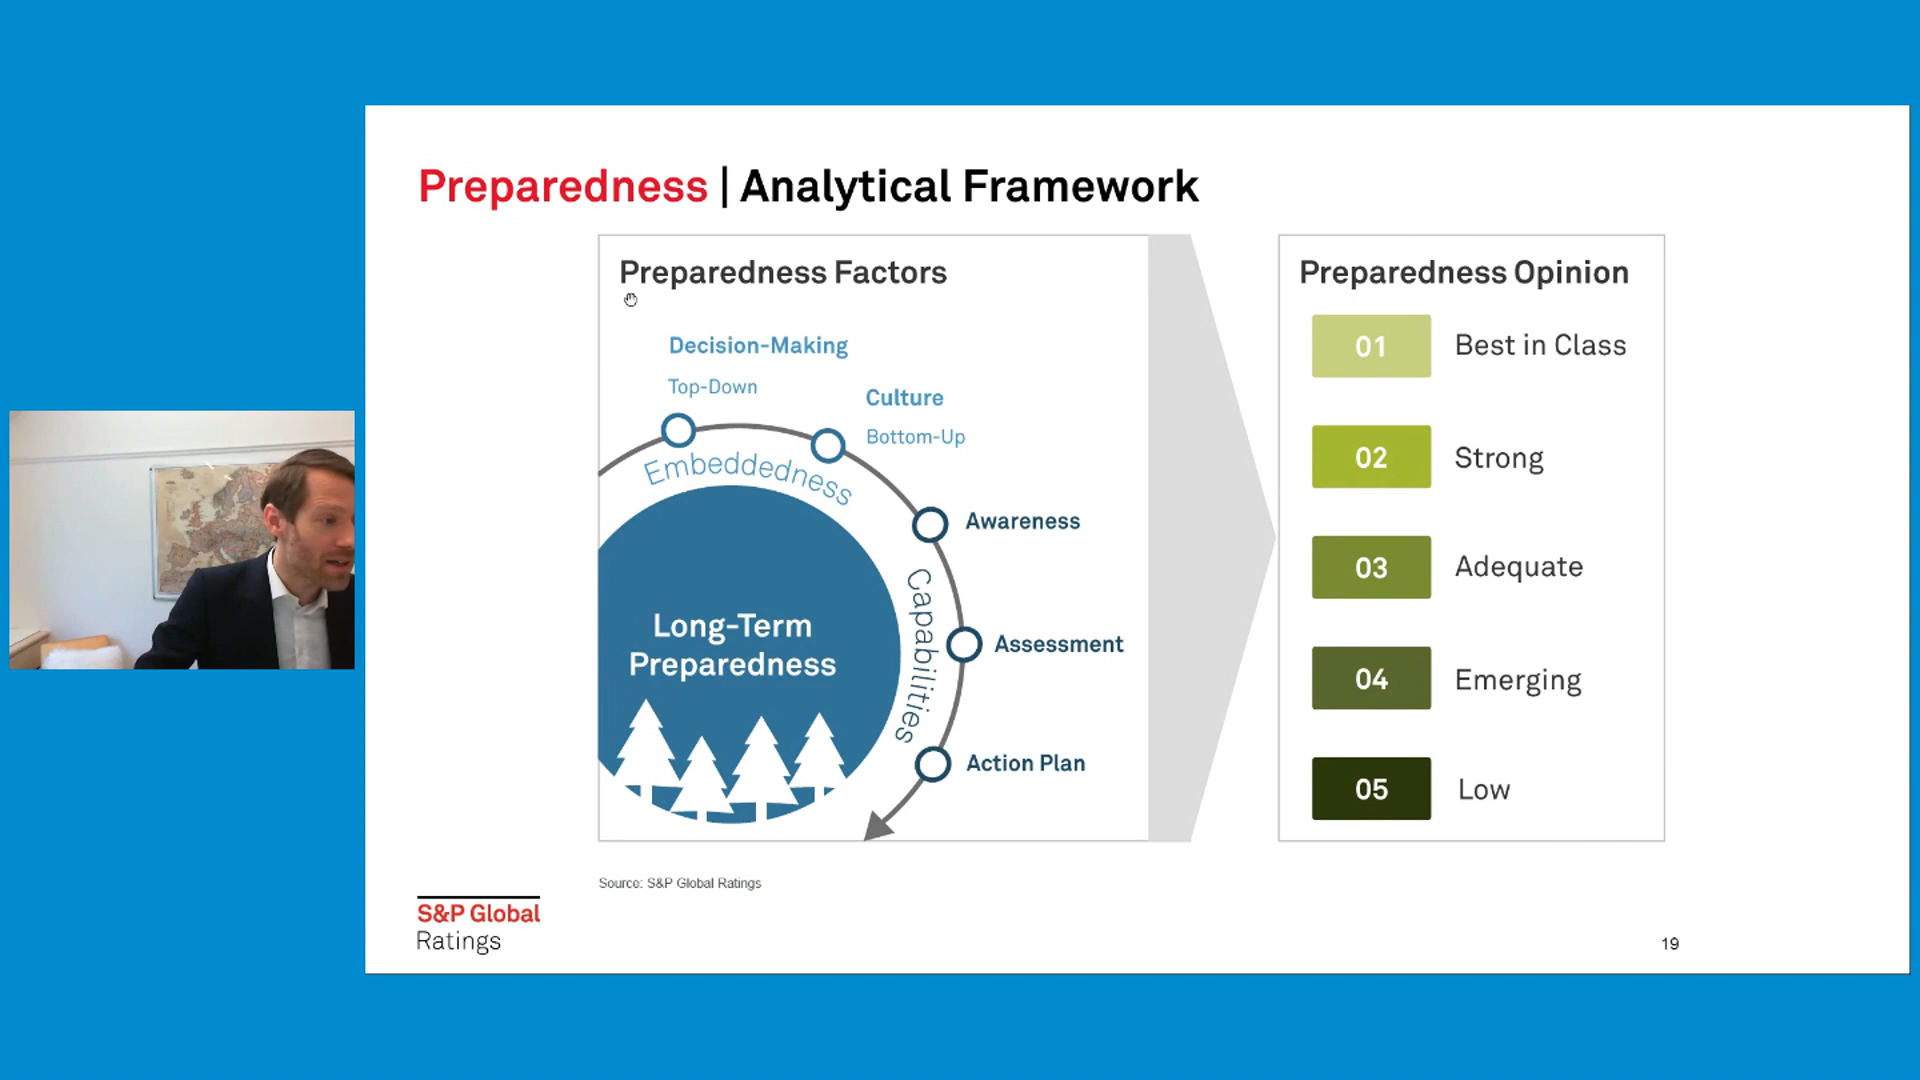 Preparedness | Analytical Framework
Preparedness Factors
Decision-Making
Top-Down
Culture
Bottom-Up
Embeddedness
Awareness
Capabilities
Assessment
Action Plan
Long-Term
Preparedness
Preparedness Opinion
01 Best in Class
02 Strong
03 Adequate
04 Emerging
05 Low
Source: S&P Global Ratings
S&P Global
Ratings
19